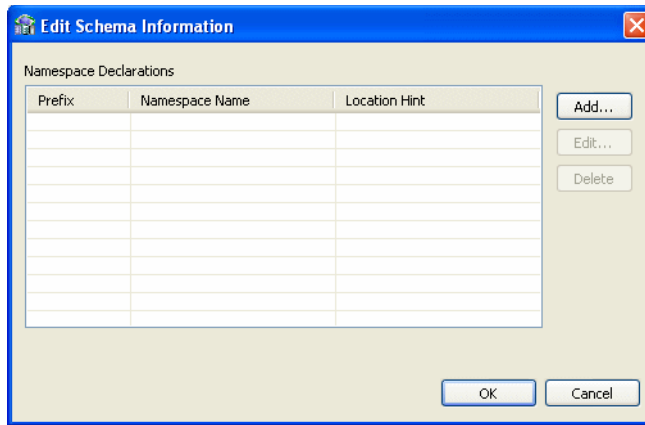 Edit Schema Information
Namespace Declarations
Prefix Namespace Name Location Hint
Add...
Edit...
Delete
OK Cancel